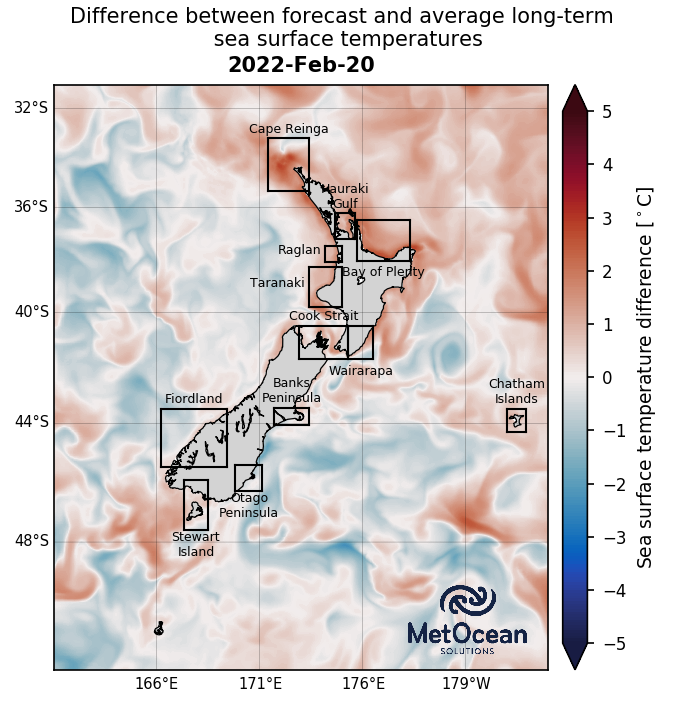 Difference between forecast and average long-term
sea surface temperatures
2022-Feb-20
32°S
36°S
40°S
44°S
48°S
Cape Reinga
Hauraki
Gulf
Raglan
Bay of Plenty
Taranaki
Cook Strait
Wairarapa
Banks
Peninsula
Fiordland
Chatham
Islands
Otago
Peninsula
Stewart
Island
MetOcean
SOLUTIONS
166°E
171°E
176°E
179°W
5
4
3
2
1
0
−1
−2
−3
−4
−5
Sea surface temperature difference [°C]